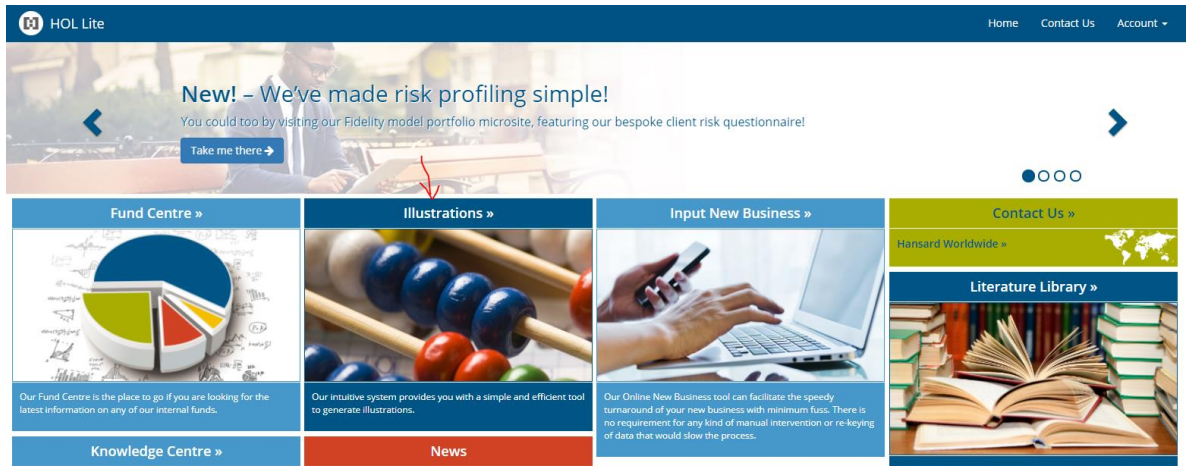 HOL Lite
Home
Contact Us
Account
New! – We've made risk profiling simple!
You could too by visiting our Fidelity model portfolio microsite, featuring our bespoke client risk questionnaire!
Take me there
Fund Centre »
Our Fund Centre is the place to go if you are looking for the
latest information on any of our internal funds.
Knowledge Centre »
Illustrations »
Our intuitive system provides you with a simple and efficient tool
to generate illustrations.
News
Input New Business »
Our Online New Business tool can facilitate the speedy
turnaround of your new business with minimum fuss. There is
no requirement for any kind of manual intervention or re-keying
of data that would slow the process.
Contact Us »
Hansard Worldwide »
Literature Library »